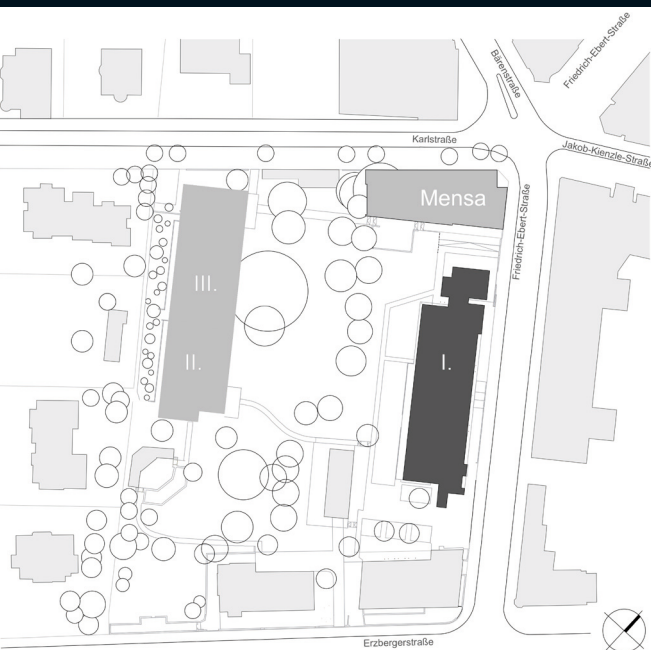 Friedrich-Ebert-Straße
Bärenstraße
Karlstraße
Jakob-Kienzle-Straße
Mensa
Friedrich-Ebert-Straße
III.
I.
II.
Erzbergerstraße